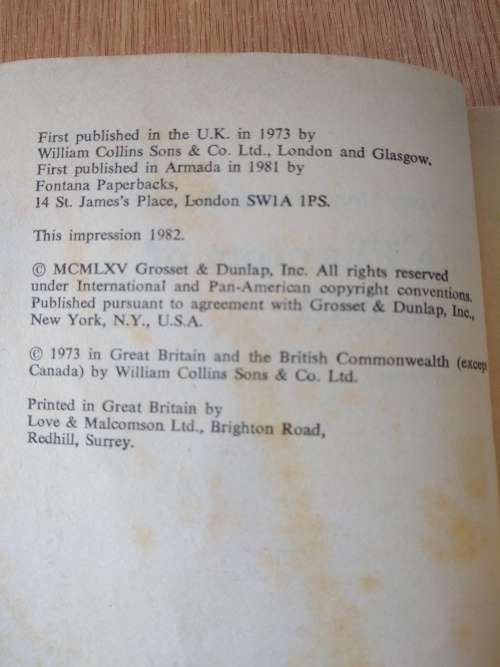 First published in the U.K. in 1973 by
William Collins Sons & Co. Ltd., London and Glasgow.
First published in Armada in 1981 by
Fontana Paperbacks,
14 St. James's Place, London SW1A 1PS.
This impression 1982.
© MCMLXV Grosset & Dunlap, Inc. All rights reserved
under International and Pan-American copyright conventions.
Published pursuant to agreement with Grosset & Dunlap, Inc.,
New York, N.Y., U.S.A.
© 1973 in Great Britain and the British Commonwealth (except
Canada) by William Collins Sons & Co. Ltd.
Printed in Great Britain by
Love & Malcomson Ltd., Brighton Road,
Redhill, Surrey.